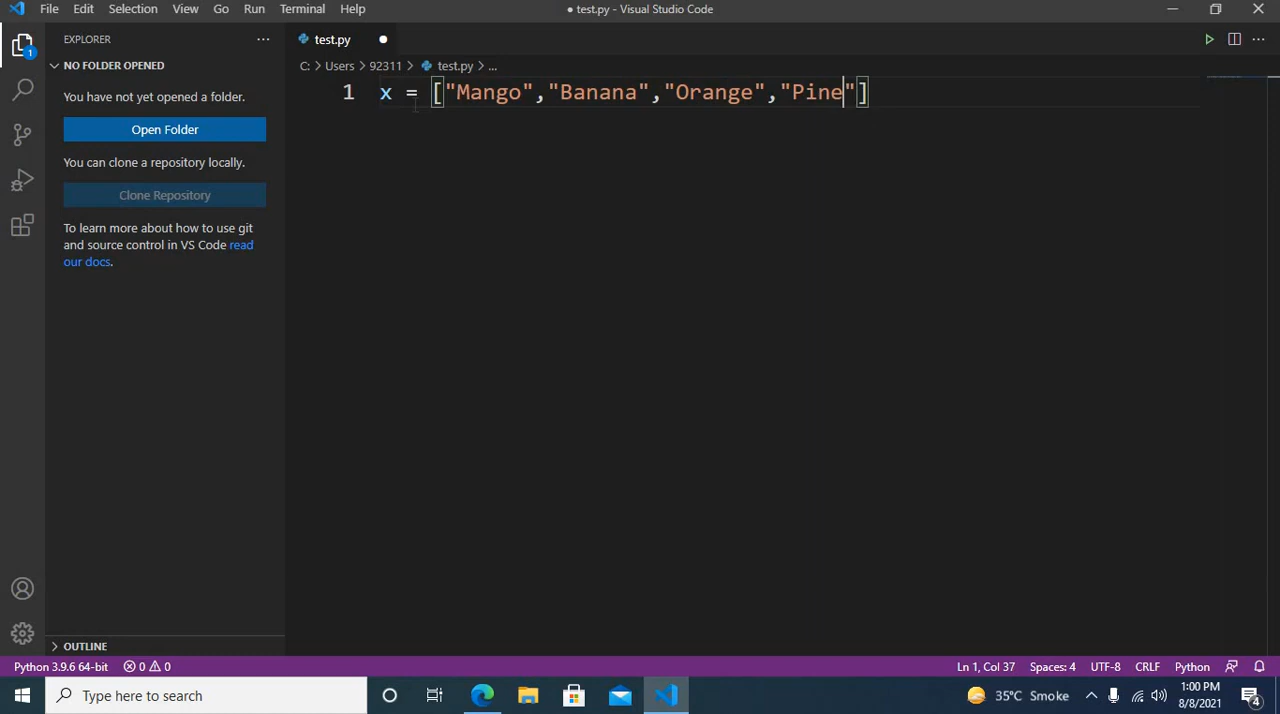 File Edit Selection View Go Run Terminal Help
● test.py - Visual Studio Code
EXPLORER
NO FOLDER OPENED
You have not yet opened a folder.
Open Folder
You can clone a repository locally.
Clone Repository
To learn more about how to use git
and source control in VS Code read
our docs.
OUTLINE
1
test.py
C: > Users > 92311 > test.py > ...
1 x = ["Mango","Banana","Orange","Pine"]
Python 3.9.6 64-bit 0 0
Ln 1, Col 37 Spaces: 4 UTF-8 CRLF Python
Type here to search
35°C Smoke
1:00 PM
8/8/2021
4